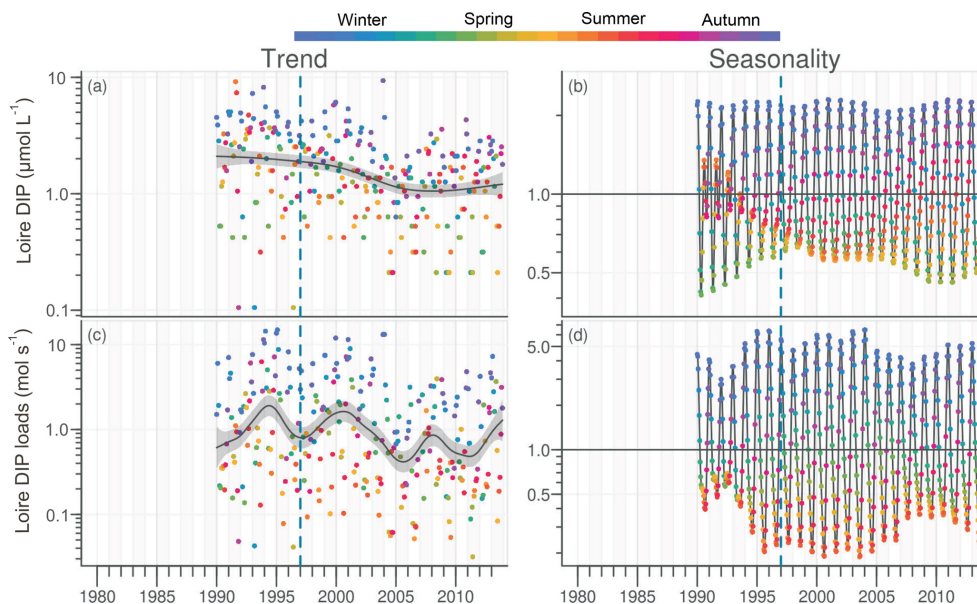 Winter Spring Summer Autumn
Trend Seasonality
(a) (b)
Loire DIP (µmol L⁻¹)
10
1.0
0.1
1.0
0.5
(c) (d)
Loire DIP loads (mol s⁻¹)
10
1.0
0.1
5.0
1.0
0.5
1980 1985 1990 1995 2000 2005 2010
1980 1985 1990 1995 2000 2005 2010